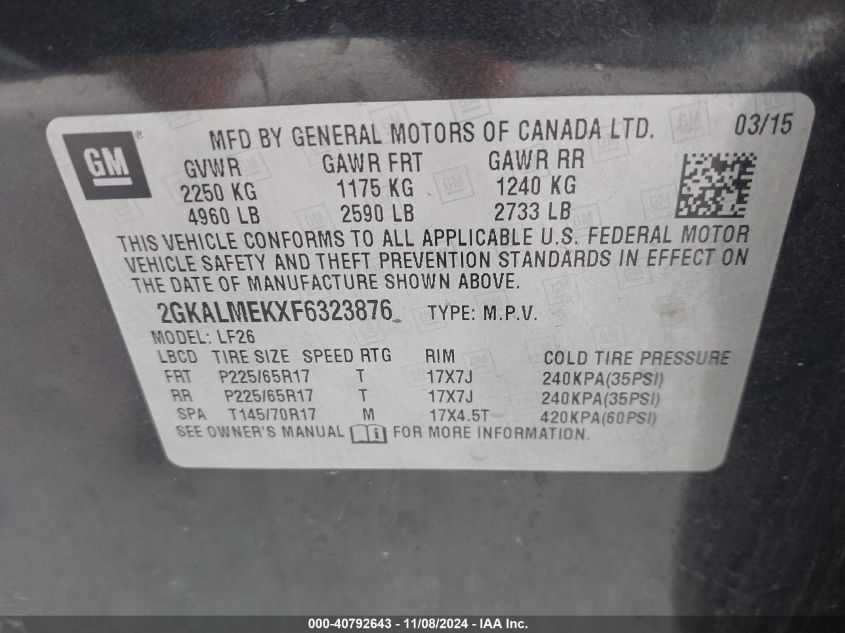 GM
MFD BY GENERAL MOTORS OF CANADA LTD. 03/15
GVWR GAWR FRT GAWR RR
2250 KG 1175 KG 1240 KG
4960 LB 2590 LB 2733 LB
THIS VEHICLE CONFORMS TO ALL APPLICABLE U.S. FEDERAL MOTOR
VEHICLE SAFETY AND THEFT PREVENTION STANDARDS IN EFFECT ON
THE DATE OF MANUFACTURE SHOWN ABOVE.
2GKALMEKXF6323876 TYPE: M.P.V.
MODEL: LF26
LBCD TIRE SIZE SPEED RTG RIM COLD TIRE PRESSURE
FRT P225/65R17 T 17X7J 240KPA(35PSI)
RR P225/65R17 T 17X7J 240KPA(35PSI)
SPA T145/70R17 M 17X4.5T 420KPA(60PSI)
SEE OWNER'S MANUAL FOR MORE INFORMATION.
000-40792643 - 11/08/2024 - IAA Inc.